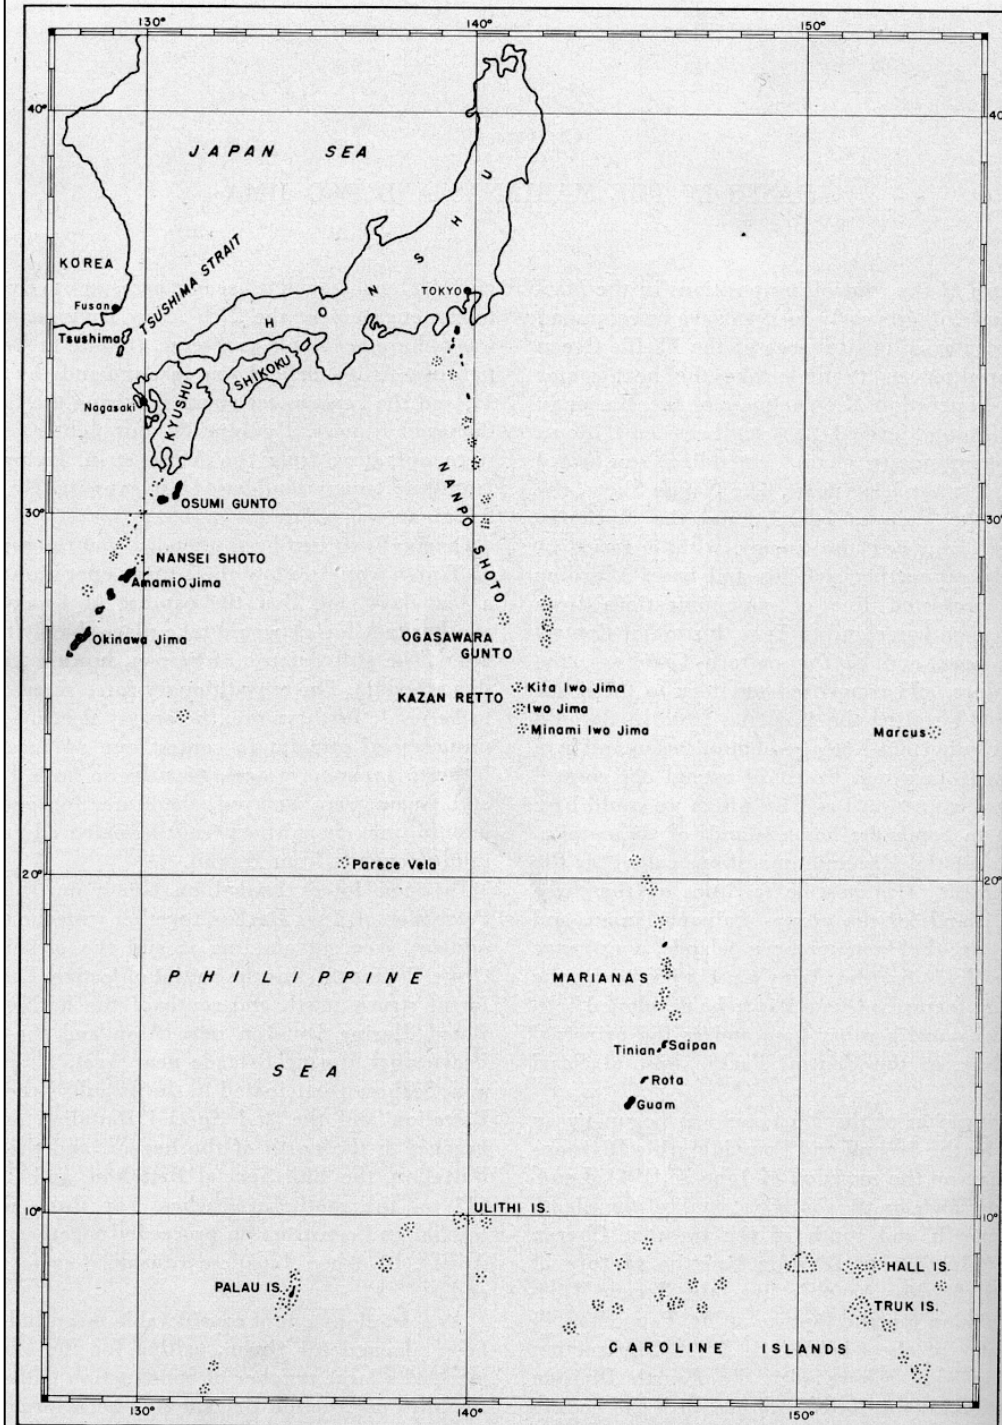 130°
140°
150°
40°
40°
JAPAN SEA
HONSHU
KOREA
TSUSHIMA STRAIT
TOKYO
Fusan
Tsushima
SHIKOKU
Nagasaki
KYUSHU
NANPO SHOTO
OSUMI GUNTO
30°
30°
NANSEI SHOTO
Amami O Jima
Okinawa Jima
OGASAWARA
GUNTO
KAZAN RETTO
Kita Iwo Jima
Iwo Jima
Minami Iwo Jima
Marcus
Parece Vela
20°
20°
PHILIPPINE
SEA
MARIANAS
Tinian
Saipan
Rota
Guam
10°
10°
ULITHI IS.
PALAU IS.
HALL IS.
TRUK IS.
CAROLINE ISLANDS
130°
140°
150°